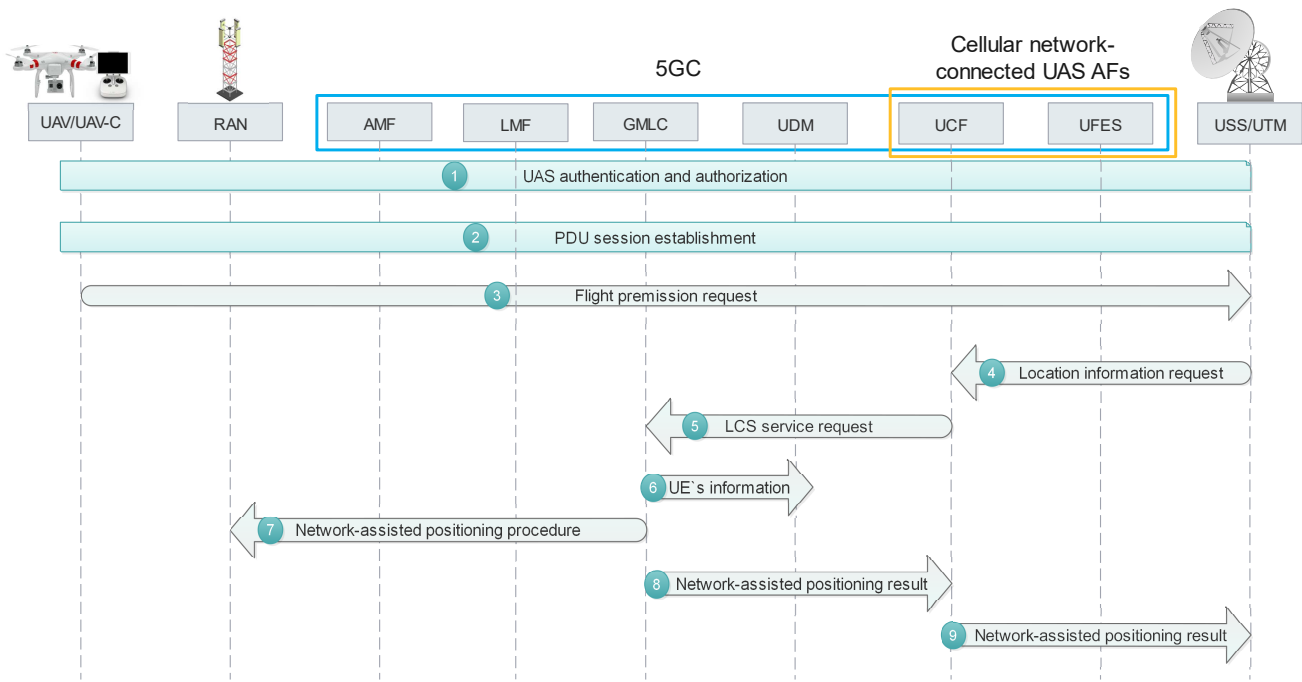 5GC
Cellular network-
connected UAS AFs
UAV/UAV-C
RAN
AMF
LMF
GMLC
UDM
UCF
UFES
USS/UTM
1 UAS authentication and authorization
2 PDU session establishment
3 Flight premission request
4 Location information request
5 LCS service request
6 UE`s information
7 Network-assisted positioning procedure
8 Network-assisted positioning result
9 Network-assisted positioning result